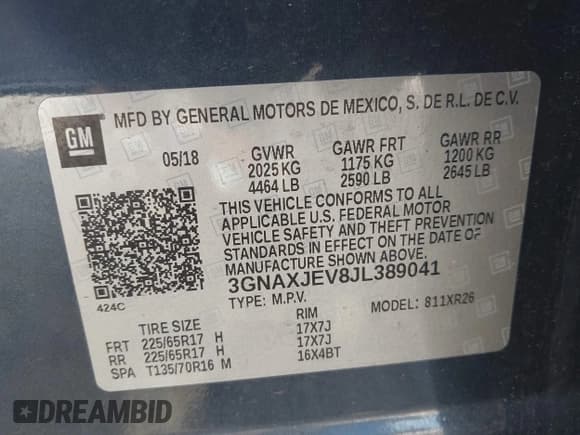 GM
MFD BY GENERAL MOTORS DE MEXICO, S. DE R.L. DE C.V.
05/18 GVWR GAWR FRT GAWR RR
2025 KG 1175 KG 1200 KG
4464 LB 2590 LB 2645 LB
THIS VEHICLE CONFORMS TO ALL
APPLICABLE U.S. FEDERAL MOTOR
VEHICLE SAFETY AND THEFT PREVENTION
STANDARDS IN EFFECT ON THE DATE OF
MANUFACTURE SHOWN ABOVE.
3GNAXJEV8JL389041
424C TYPE: M.P.V. MODEL: 811XR26
TIRE SIZE RIM
FRT 225/65R17 H 17X7J
RR 225/65R17 H 17X7J
SPA T135/70R16 M 16X4BT
DREAMBID